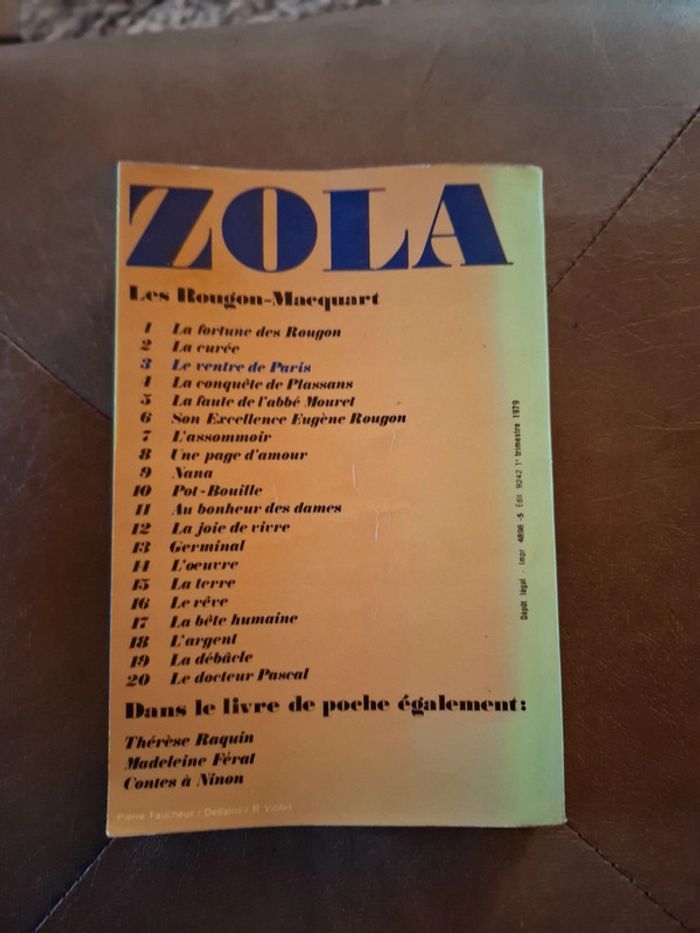 ZOLA
Les Rougon-Macquart
1 La fortune des Rougon
2 La curée
3 Le ventre de Paris
4 La conquête de Plassans
5 La faute de l'abbé Mouret
6 Son Excellence Eugène Rougon
7 L'assommoir
8 Une page d'amour
9 Nana
10 Pot-Bouille
11 Au bonheur des dames
12 La joie de vivre
13 Germinal
14 L'oeuvre
15 La terre
16 Le rêve
17 La bête humaine
18 L'argent
19 La débâcle
20 Le docteur Pascal
Dans le livre de poche également:
Thérèse Raquin
Madeleine Férat
Contes à Ninon
Pierre Faucheux / Dedalus / R Viollet
Dépôt légal - Impr 4898 -5 Edit 9242 1e trimestre 1979